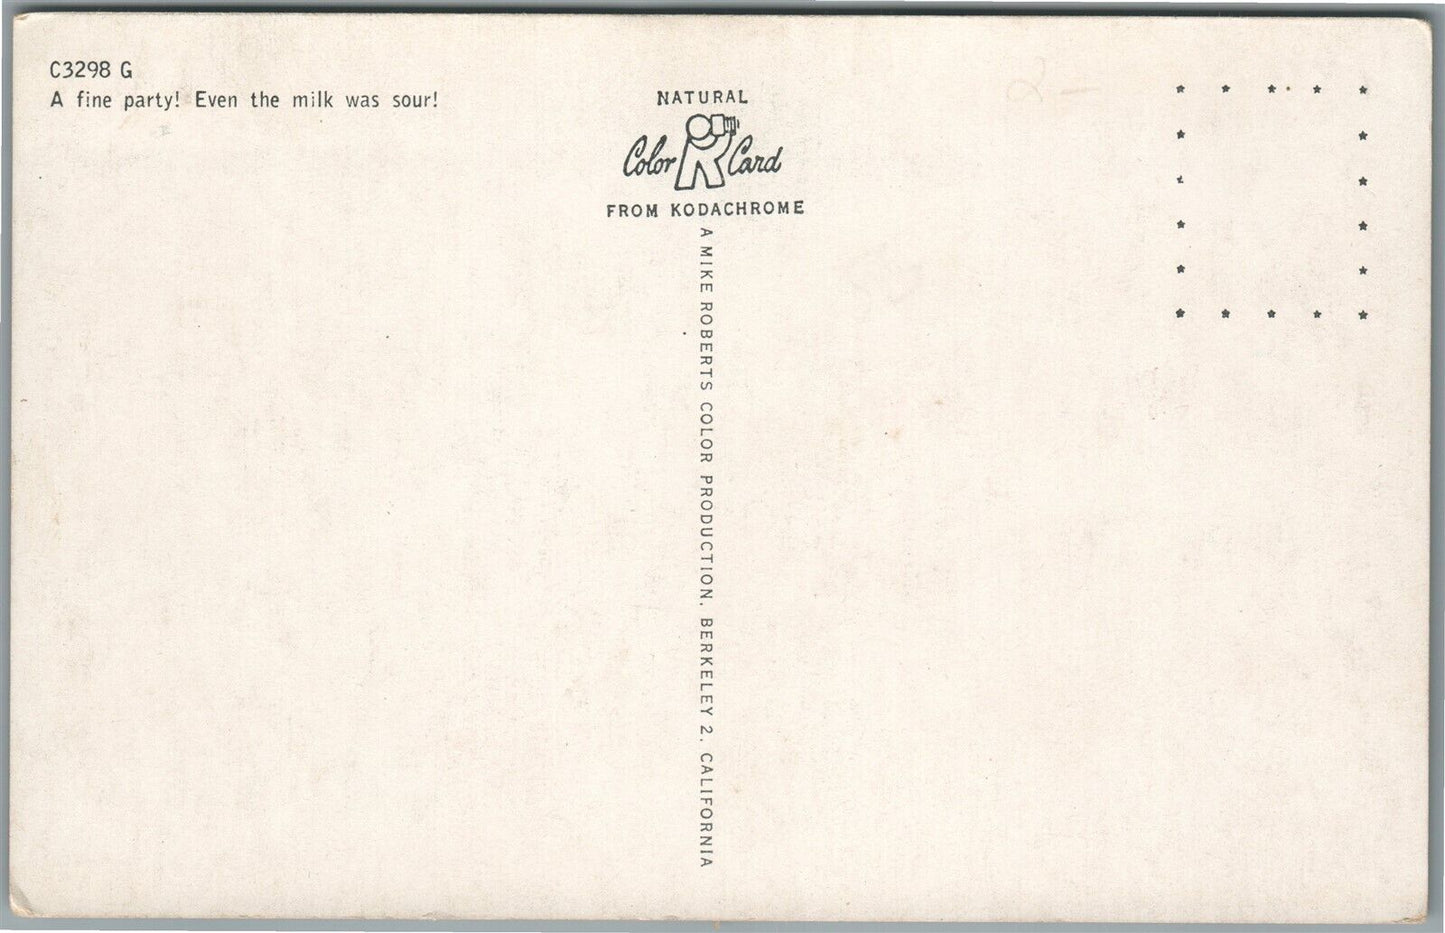 C3298 G
A fine party! Even the milk was sour!
NATURAL
Color Card
FROM KODACHROME
A MIKE ROBERTS COLOR PRODUCTION, BERKELEY 2, CALIFORNIA